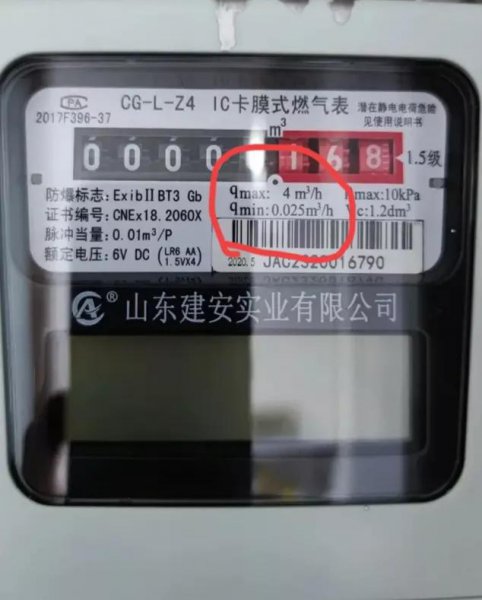 CPA CG-L-Z4 IC卡膜式燃气表 潜在静电电荷危险
2017F396-37 见使用说明书
m³
0 0 0 0 1 6 8 1.5级
防爆标志: ExibⅡBT3 Gb qmax: 4 m³/h max:10kPa
证书编号: CNEx18.2060X qmin: 0.025m³/h c:1.2dm³
脉冲当量: 0.01m³/P
额定电压: 6V DC (LR6 AA 1.5VX4) 2020.5 JAC2320016790
® 山东建安实业有限公司